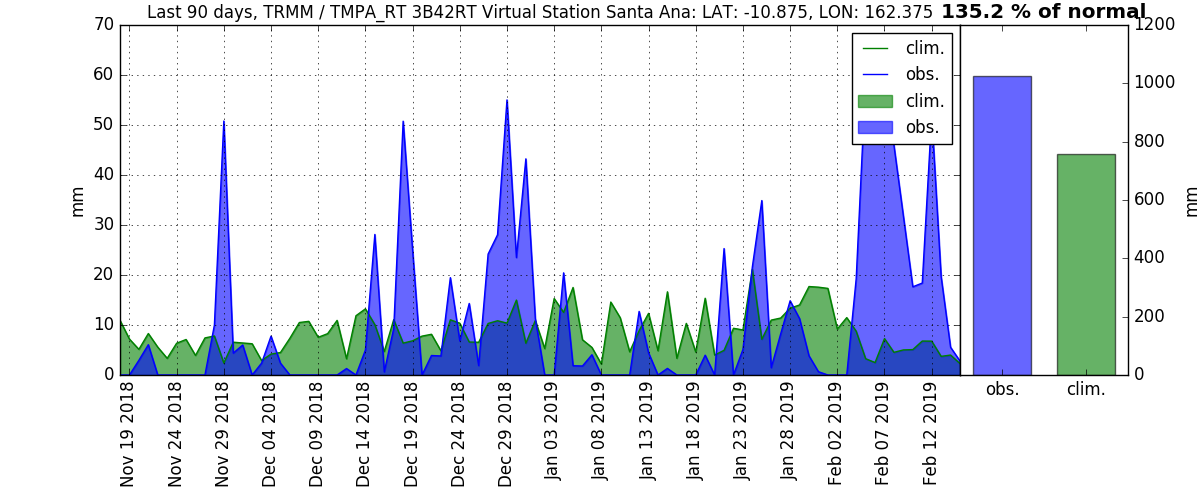 Last 90 days, TRMM / TMPA_RT 3B42RT Virtual Station Santa Ana: LAT: -10.875, LON: 162.375 135.2 % of normal
70
60
50
40
30
20
10
0
mm
clim.
obs.
clim.
obs.
Nov 19 2018
Nov 24 2018
Nov 29 2018
Dec 04 2018
Dec 09 2018
Dec 14 2018
Dec 19 2018
Dec 24 2018
Dec 29 2018
Jan 03 2019
Jan 08 2019
Jan 13 2019
Jan 18 2019
Jan 23 2019
Jan 28 2019
Feb 02 2019
Feb 07 2019
Feb 12 2019
1200
1000
800
600
400
200
0
mm
obs. clim.